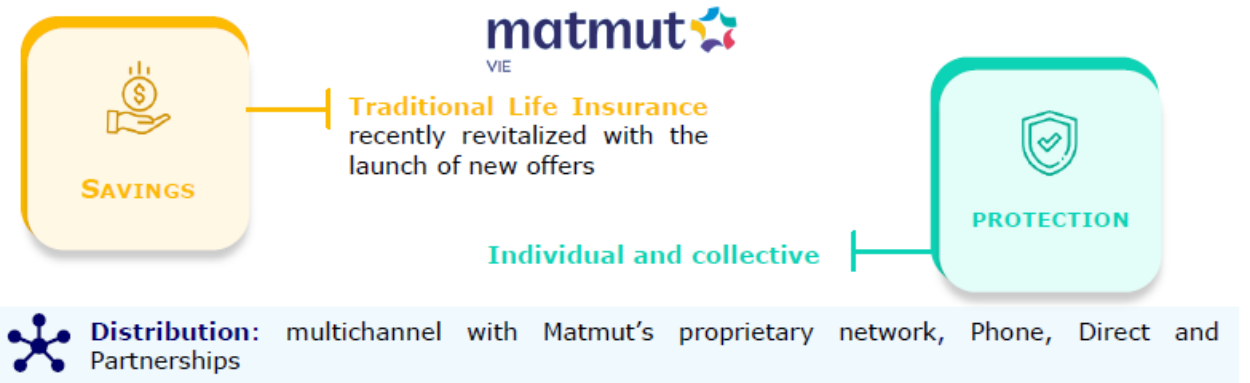 matmut
VIE
Traditional Life Insurance
recently revitalized with the
launch of new offers
$
SAVINGS
PROTECTION
Individual and collective
Distribution: multichannel with Matmut's proprietary network, Phone, Direct and
Partnerships